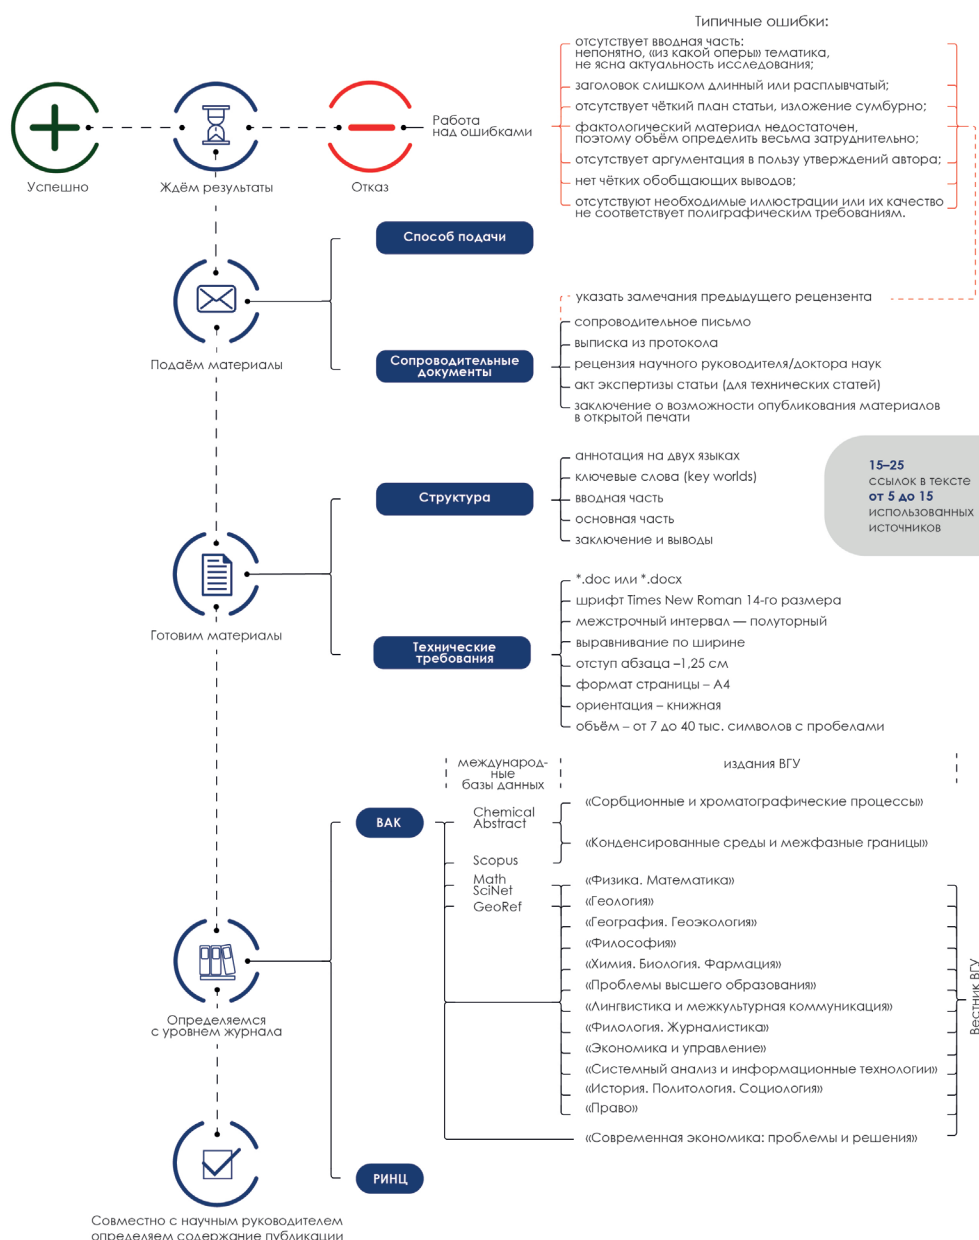 Типичные ошибки:
отсутствует вводная часть:
непонятно, «из какой оперы» тематика,
не ясна актуальность исследования;
заголовок слишком длинный или расплывчатый;
отсутствует чёткий план статьи, изложение сумбурно;
фактологический материал недостаточен,
поэтому объём определить весьма затруднительно;
отсутствует аргументация в пользу утверждений автора;
нет чётких обобщающих выводов;
отсутствуют необходимые иллюстрации или их качество
не соответствует полиграфическим требованиям.
Работа
над ошибками
Успешно
Ждём результаты
Отказ
Способ подачи
Подаём материалы
Сопроводительные
документы
указать замечания предыдущего рецензента
сопроводительное письмо
выписка из протокола
рецензия научного руководителя/доктора наук
акт экспертизы статьи (для технических статей)
заключение о возможности опубликования материалов
в открытой печати
Структура
аннотация на двух языках
ключевые слова (key worlds)
вводная часть
основная часть
заключение и выводы
15–25
ссылок в тексте
от 5 до 15
использованных
источников
Готовим материалы
Технические
требования
*.doc или *.docx
шрифт Times New Roman 14-го размера
межстрочный интервал — полуторный
выравнивание по ширине
отступ абзаца –1,25 см
формат страницы – А4
ориентация – книжная
объём – от 7 до 40 тыс. символов с пробелами
международ-
ные
базы данных
издания ВГУ
ВАК
Chemical
Abstract
Scopus
Math
SciNet
GeoRef
«Сорбционные и хроматографические процессы»
«Конденсированные среды и межфазные границы»
«Физика. Математика»
«Геология»
«География. Геоэкология»
«Философия»
«Химия. Биология. Фармация»
«Проблемы высшего образования»
«Лингвистика и межкультурная коммуникация»
«Филология. Журналистика»
«Экономика и управление»
«Системный анализ и информационные технологии»
«История. Политология. Социология»
«Право»
«Современная экономика: проблемы и решения»
Вестник ВГУ
Определяемся
с уровнем журнала
РИНЦ
Совместно с научным руководителем
определяем содержание публикации